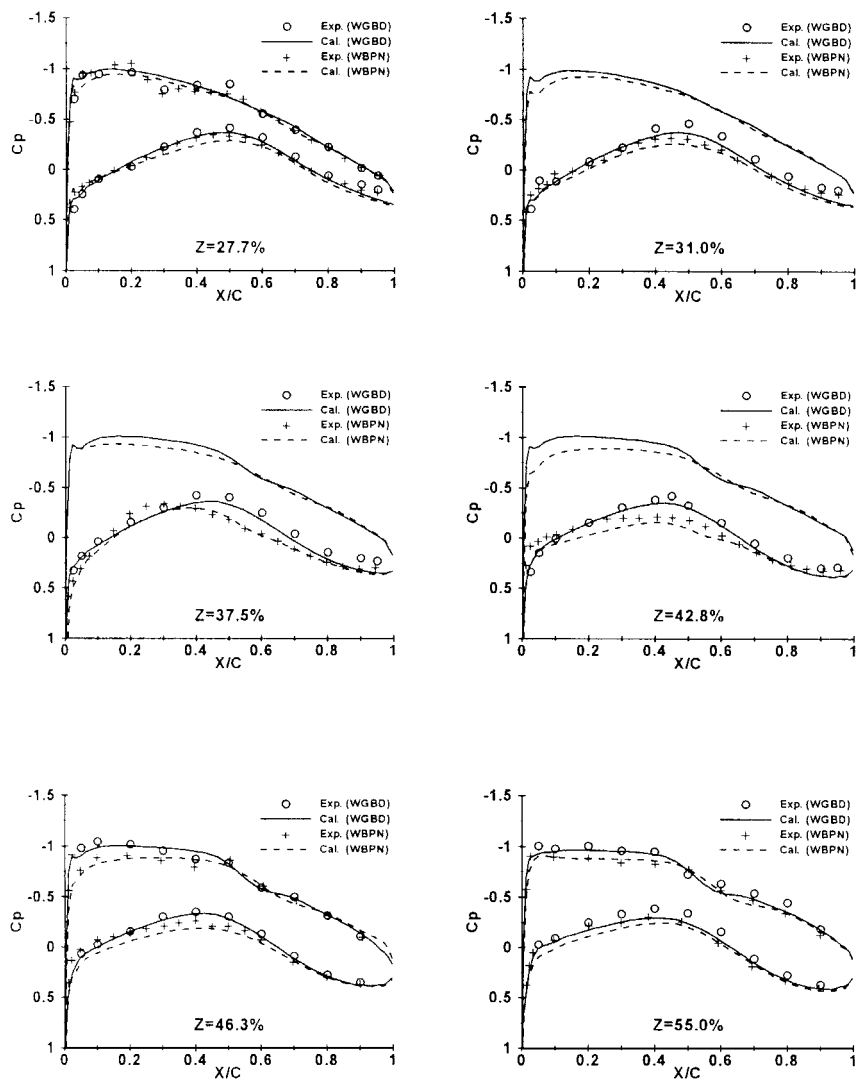 -1.5
-1
-0.5
0
0.5
1
Cp
Exp. (WGBD)
Cal. (WGBD)
Exp. (WBPN)
Cal. (WBPN)
Z=27.7%
0 0.2 0.4 0.6 0.8 1
X/C
-1.5
-1
-0.5
0
0.5
1
Cp
Exp. (WGBD)
Cal. (WGBD)
Exp. (WBPN)
Cal. (WBPN)
Z=31.0%
0 0.2 0.4 0.6 0.8 1
X/C
-1.5
-1
-0.5
0
0.5
1
Cp
Exp. (WGBD)
Cal. (WGBD)
Exp. (WBPN)
Cal. (WBPN)
Z=37.5%
0 0.2 0.4 0.6 0.8 1
X/C
-1.5
-1
-0.5
0
0.5
1
Cp
Exp. (WGBD)
Cal. (WGBD)
Exp. (WBPN)
Cal. (WBPN)
Z=42.8%
0 0.2 0.4 0.6 0.8 1
X/C
-1.5
-1
-0.5
0
0.5
1
Cp
Exp. (WGBD)
Cal. (WGBD)
Exp. (WBPN)
Cal. (WBPN)
Z=46.3%
0 0.2 0.4 0.6 0.8 1
X/C
-1.5
-1
-0.5
0
0.5
1
Cp
Exp. (WGBD)
Cal. (WGBD)
Exp. (WBPN)
Cal. (WBPN)
Z=55.0%
0 0.2 0.4 0.6 0.8 1
X/C